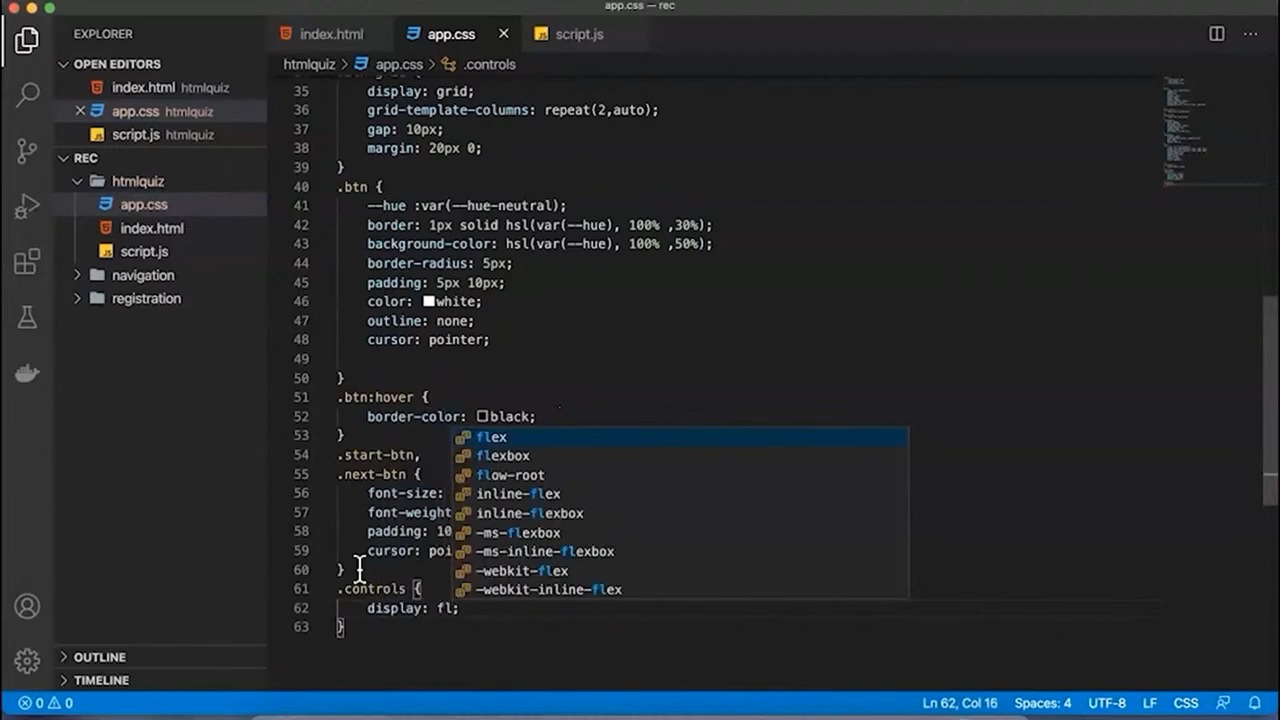 app.css — rec
EXPLORER
index.html
app.css
script.js
OPEN EDITORS
htmlquiz > app.css > .controls
index.html htmlquiz
app.css htmlquiz
script.js htmlquiz
REC
htmlquiz
app.css
index.html
script.js
navigation
registration
35 display: grid;
36 grid-template-columns: repeat(2,auto);
37 gap: 10px;
38 margin: 20px 0;
39 }
40 .btn {
41 --hue :var(--hue-neutral);
42 border: 1px solid hsl(var(--hue), 100% ,30%);
43 background-color: hsl(var(--hue), 100% ,50%);
44 border-radius: 5px;
45 padding: 5px 10px;
46 color: white;
47 outline: none;
48 cursor: pointer;
49
50 }
51 .btn:hover {
52 border-color: black;
53 }
54 .start-btn,
55 .next-btn {
56 font-size:
57 font-weight
58 padding: 10
59 cursor: poi
60 }
61 .controls {
62 display: fl;
63 }
flex
flexbox
flow-root
inline-flex
inline-flexbox
-ms-flexbox
-ms-inline-flexbox
-webkit-flex
-webkit-inline-flex
OUTLINE
TIMELINE
0 0
Ln 62, Col 16 Spaces: 4 UTF-8 LF CSS